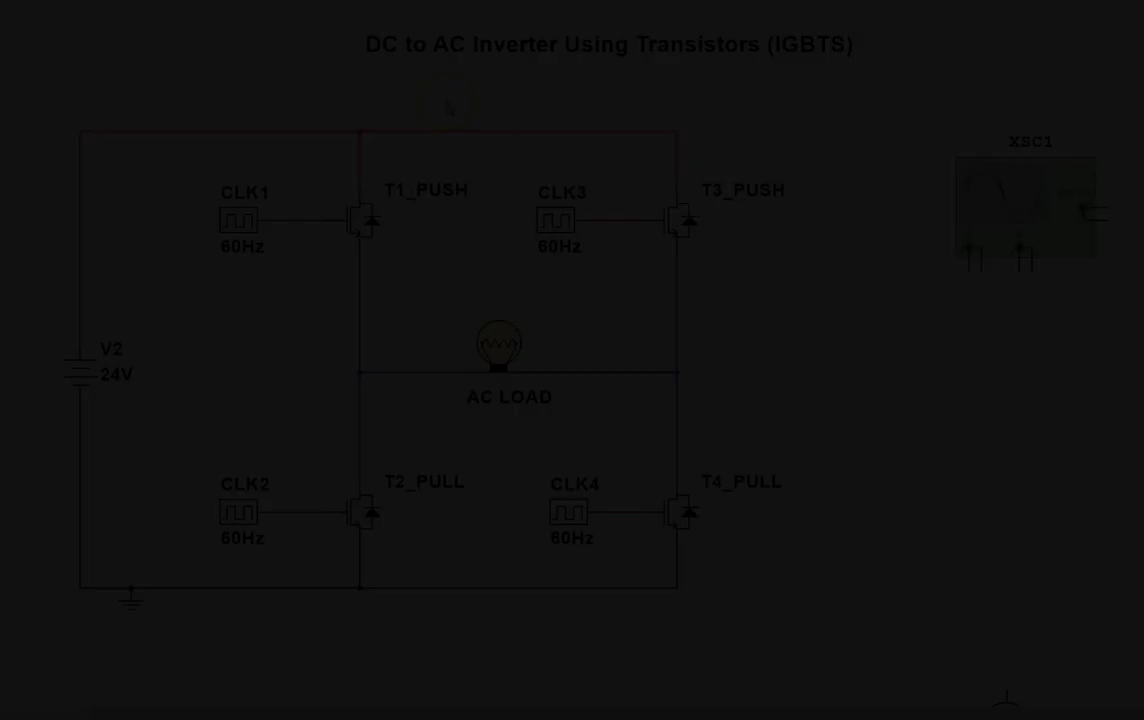 DC to AC Inverter Using Transistors (IGBTS)
XSC1
CLK1
T1_PUSH
60Hz
CLK3
T3_PUSH
60Hz
V2
24V
AC LOAD
CLK2
T2_PULL
60Hz
CLK4
T4_PULL
60Hz